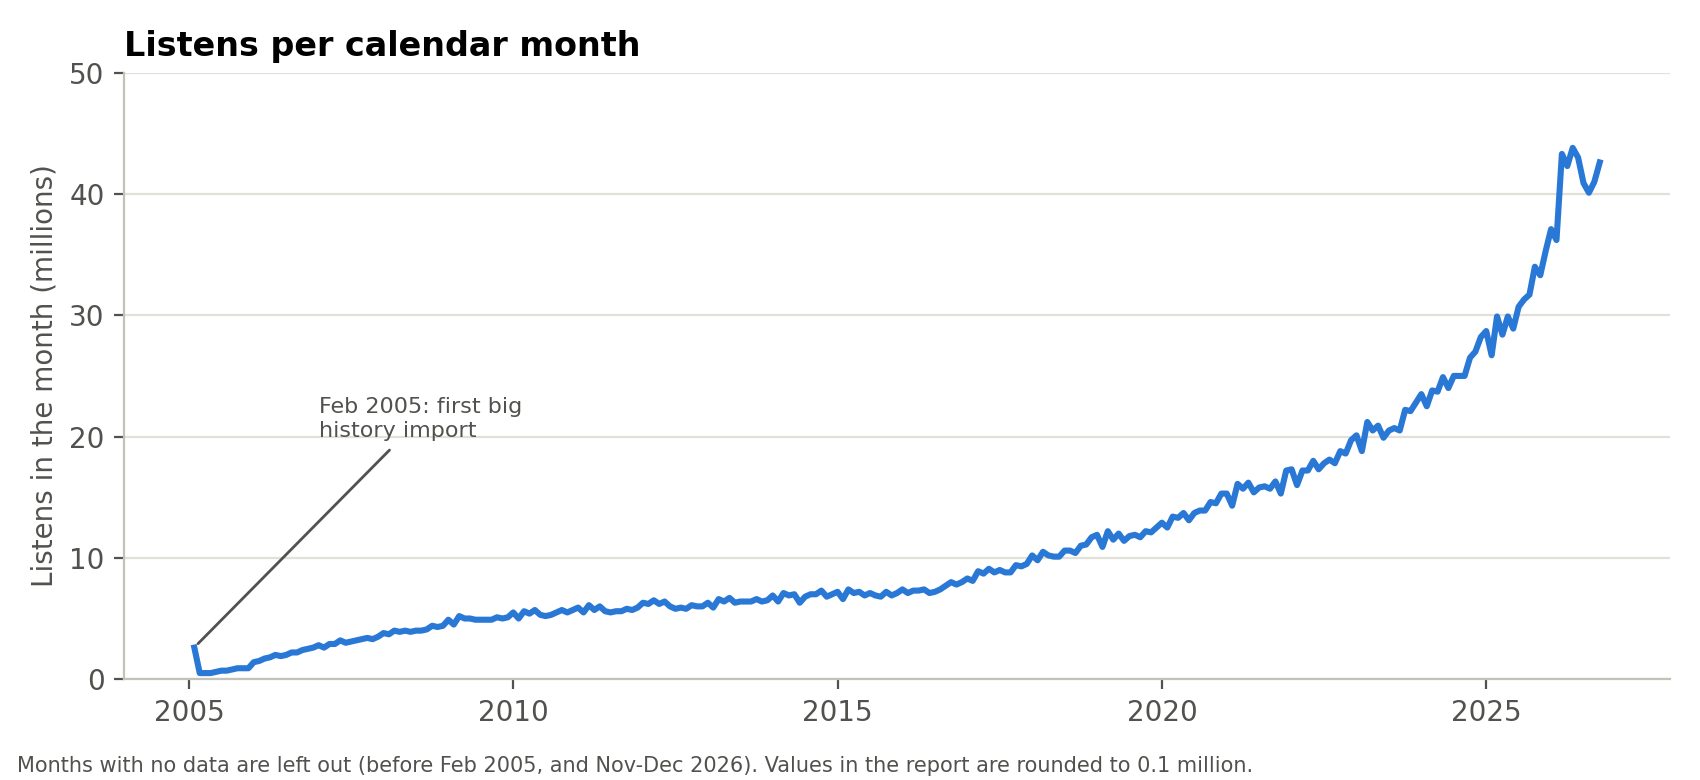 Listens per calendar month
Listens in the month (millions)
50
40
30
20
10
0
Feb 2005: first big
history import
2005
2010
2015
2020
2025
Months with no data are left out (before Feb 2005, and Nov-Dec 2026). Values in the report are rounded to 0.1 million.